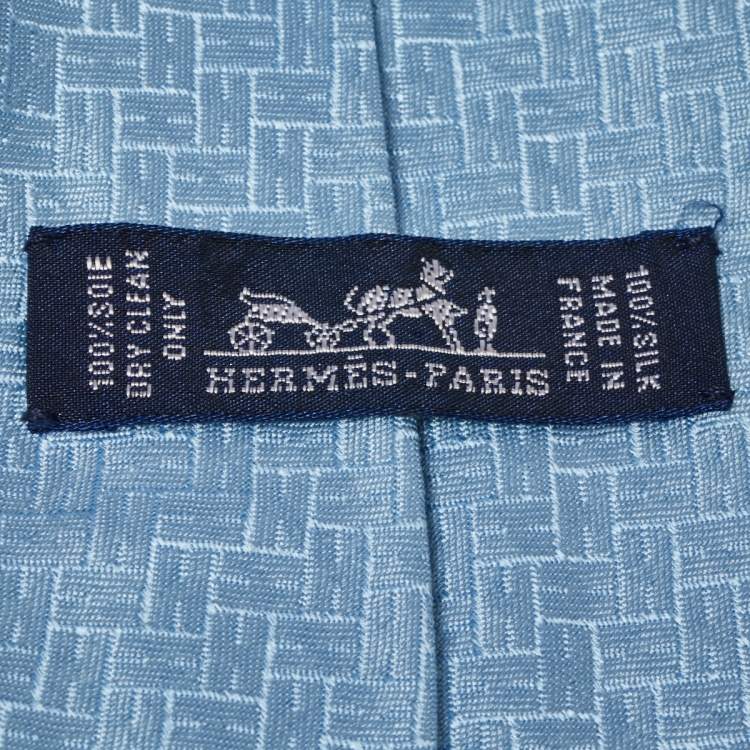 100%SOIE
DRY CLEAN
ONLY
HERMÈS-PARIS
100%SILK
MADE IN
FRANCE